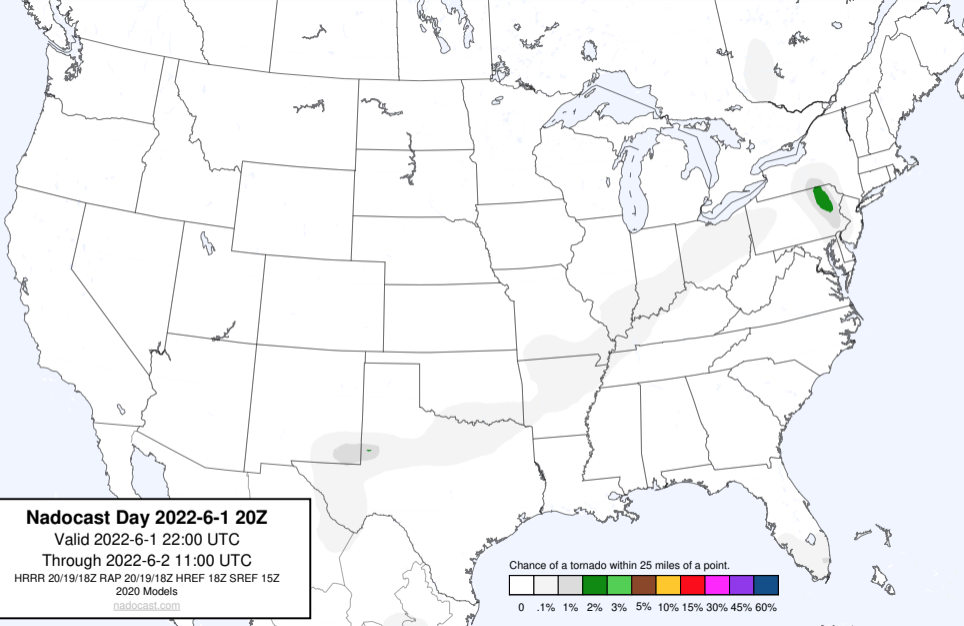 Nadocast Day 2022-6-1 20Z
Valid 2022-6-1 22:00 UTC
Through 2022-6-2 11:00 UTC
HRRR 20/19/18Z RAP 20/19/18Z HREF 18Z SREF 15Z
2020 Models
nadocast.com
Chance of a tornado within 25 miles of a point.
0 .1% 1% 2% 3% 5% 10% 15% 30% 45% 60%